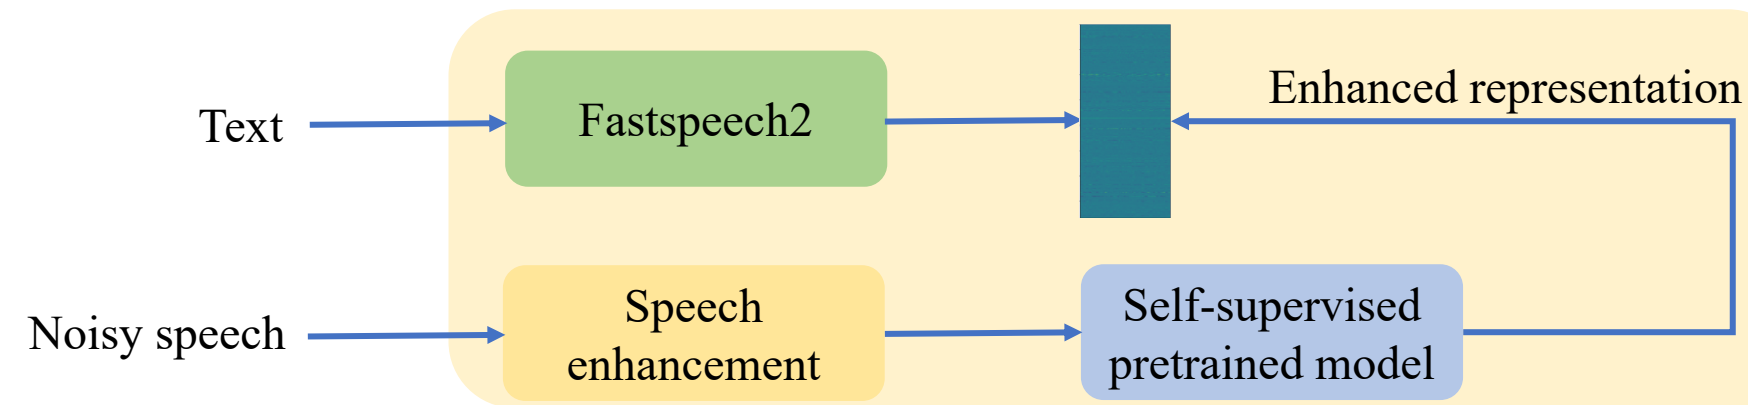 Enhanced representation
Text
Fastspeech2
Noisy speech
Speech
enhancement
Self-supervised
pretrained model